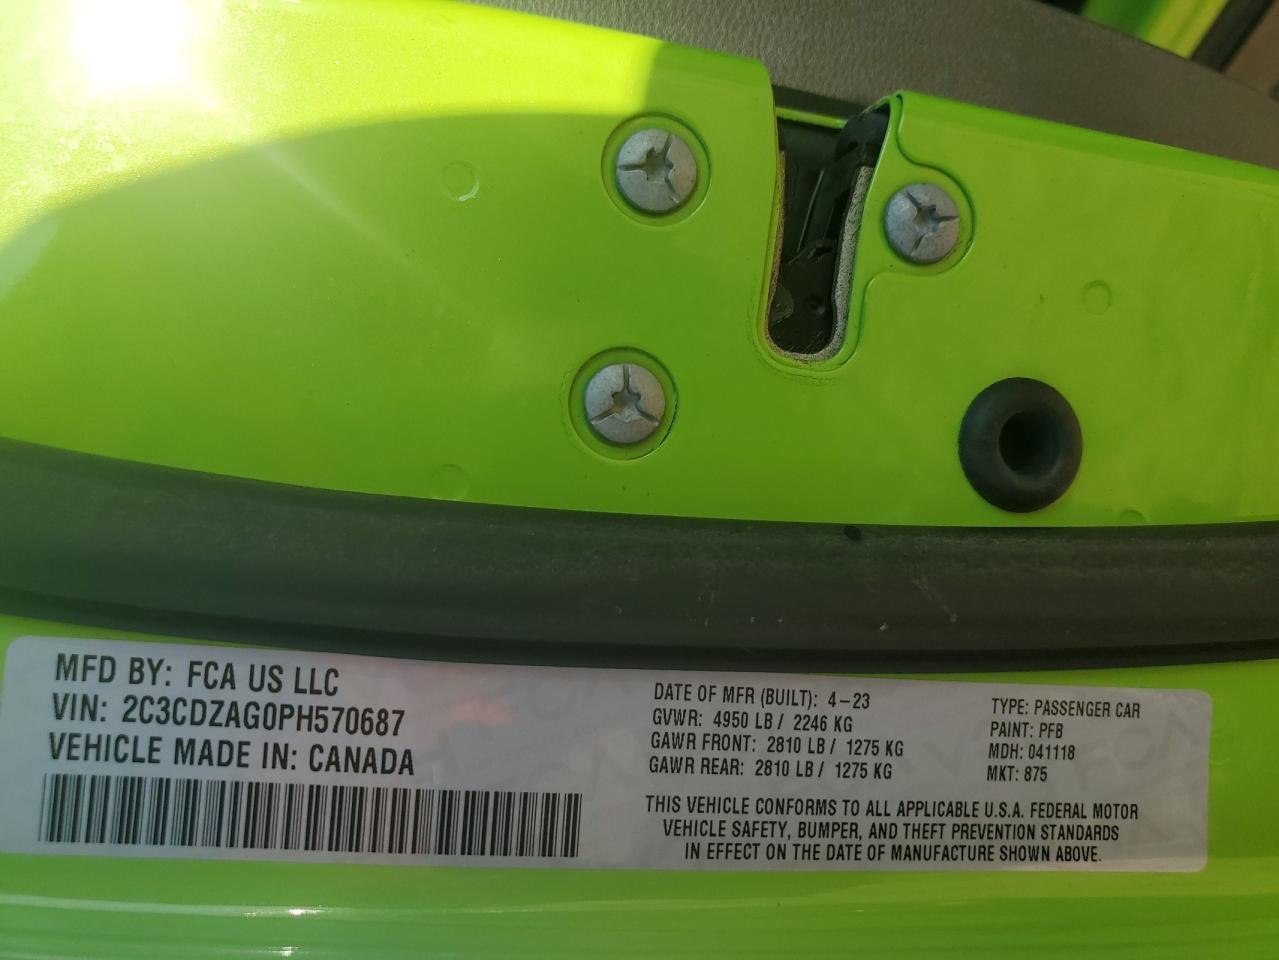 MFD BY: FCA US LLC
VIN: 2C3CDZAG0PH570687
VEHICLE MADE IN: CANADA
DATE OF MFR (BUILT): 4-23
GVWR: 4950 LB / 2246 KG
GAWR FRONT: 2810 LB / 1275 KG
GAWR REAR: 2810 LB / 1275 KG
TYPE: PASSENGER CAR
PAINT: PFB
MDH: 041118
MKT: 875
THIS VEHICLE CONFORMS TO ALL APPLICABLE U.S.A. FEDERAL MOTOR
VEHICLE SAFETY, BUMPER, AND THEFT PREVENTION STANDARDS
IN EFFECT ON THE DATE OF MANUFACTURE SHOWN ABOVE.